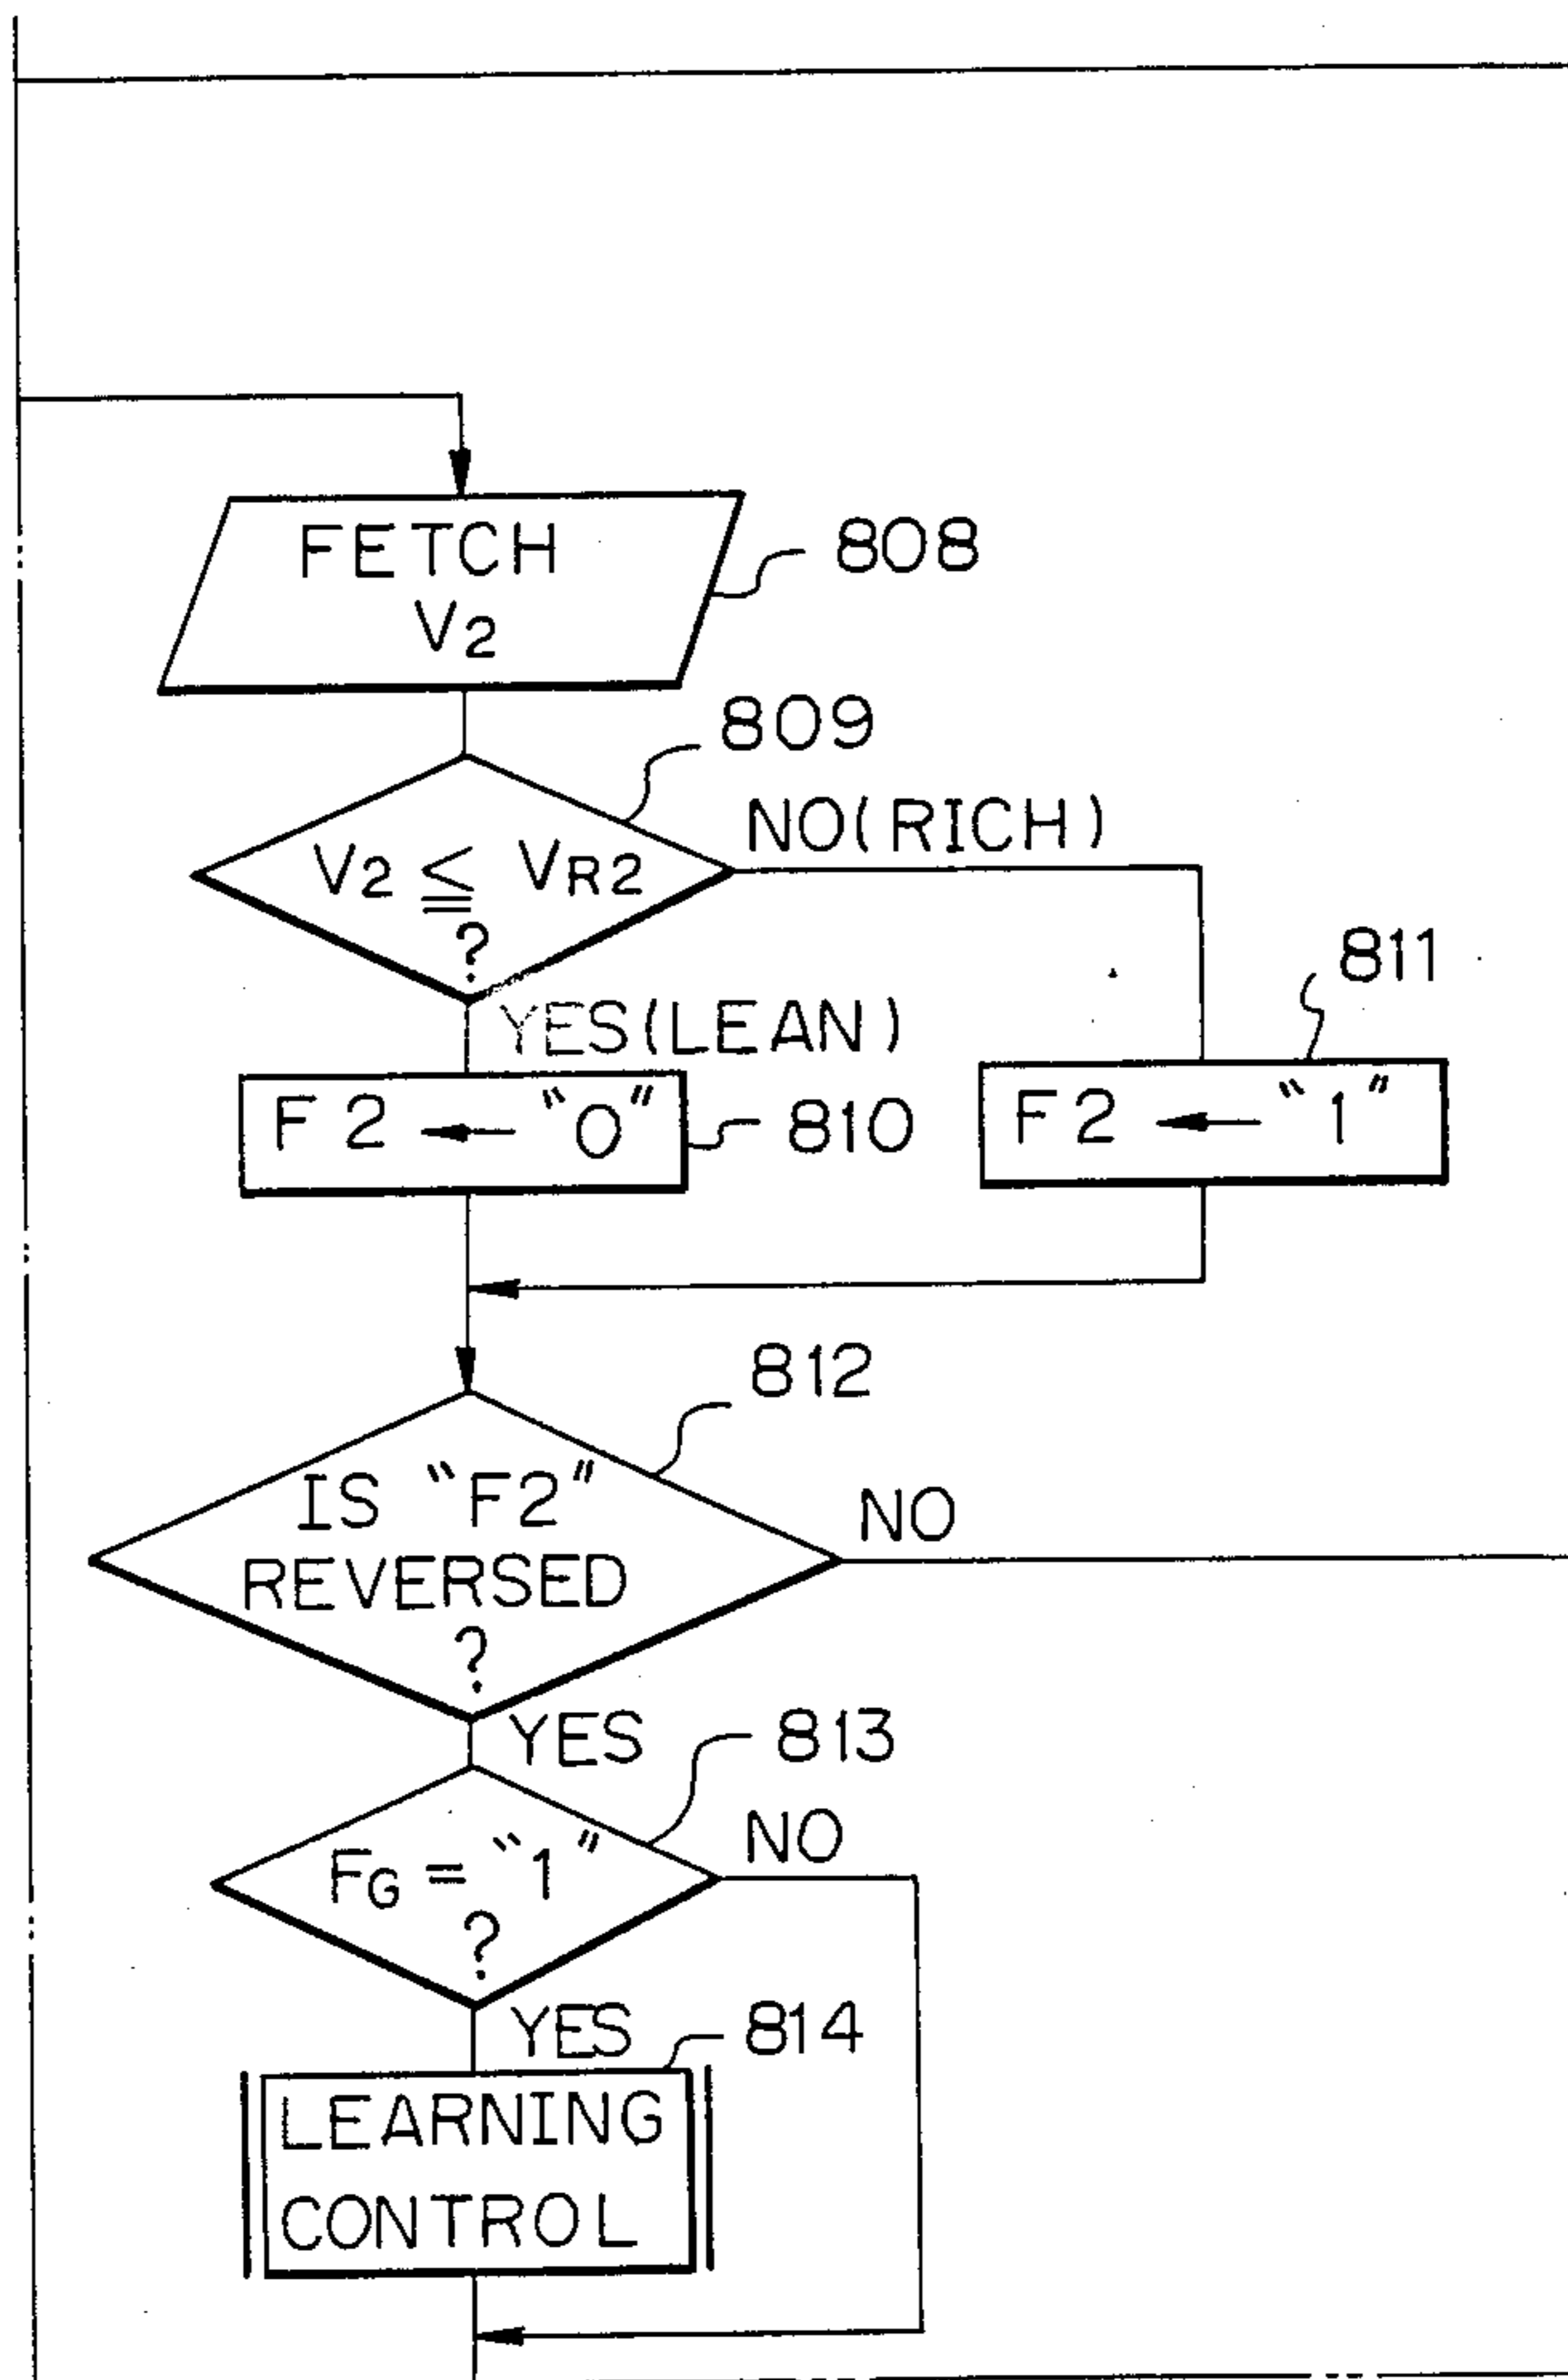 FETCH
V2
808
809
V2 ≦ VR2
?
NO(RICH)
YES(LEAN)
811
F2 ← "0"
810
F2 ← "1"
812
IS "F2"
REVERSED
?
NO
YES
813
FG = "1"
?
NO
YES
814
LEARNING
CONTROL